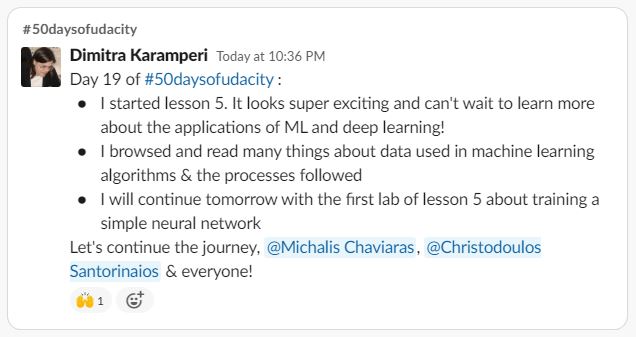 #50daysofudacity
Dimitra Karamperi Today at 10:36 PM
Day 19 of #50daysofudacity :
• I started lesson 5. It looks super exciting and can't wait to learn more
about the applications of ML and deep learning!
• I browsed and read many things about data used in machine learning
algorithms & the processes followed
• I will continue tomorrow with the first lab of lesson 5 about training a
simple neural network
Let's continue the journey, @Michalis Chaviaras, @Christodoulos
Santorinaios & everyone!
🙌 1